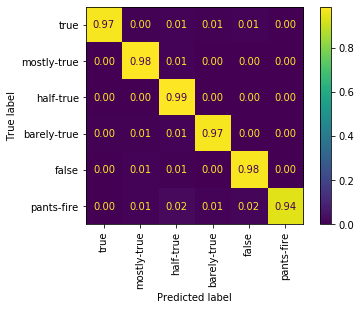 True label
true 0.97 0.00 0.01 0.01 0.01 0.00
mostly-true 0.00 0.98 0.01 0.00 0.00 0.00
half-true 0.00 0.00 0.99 0.00 0.00 0.00
barely-true 0.00 0.01 0.01 0.97 0.00 0.00
false 0.00 0.01 0.01 0.00 0.98 0.00
pants-fire 0.00 0.01 0.02 0.01 0.02 0.94
true mostly-true half-true barely-true false pants-fire
Predicted label
0.8
0.6
0.4
0.2
0.0